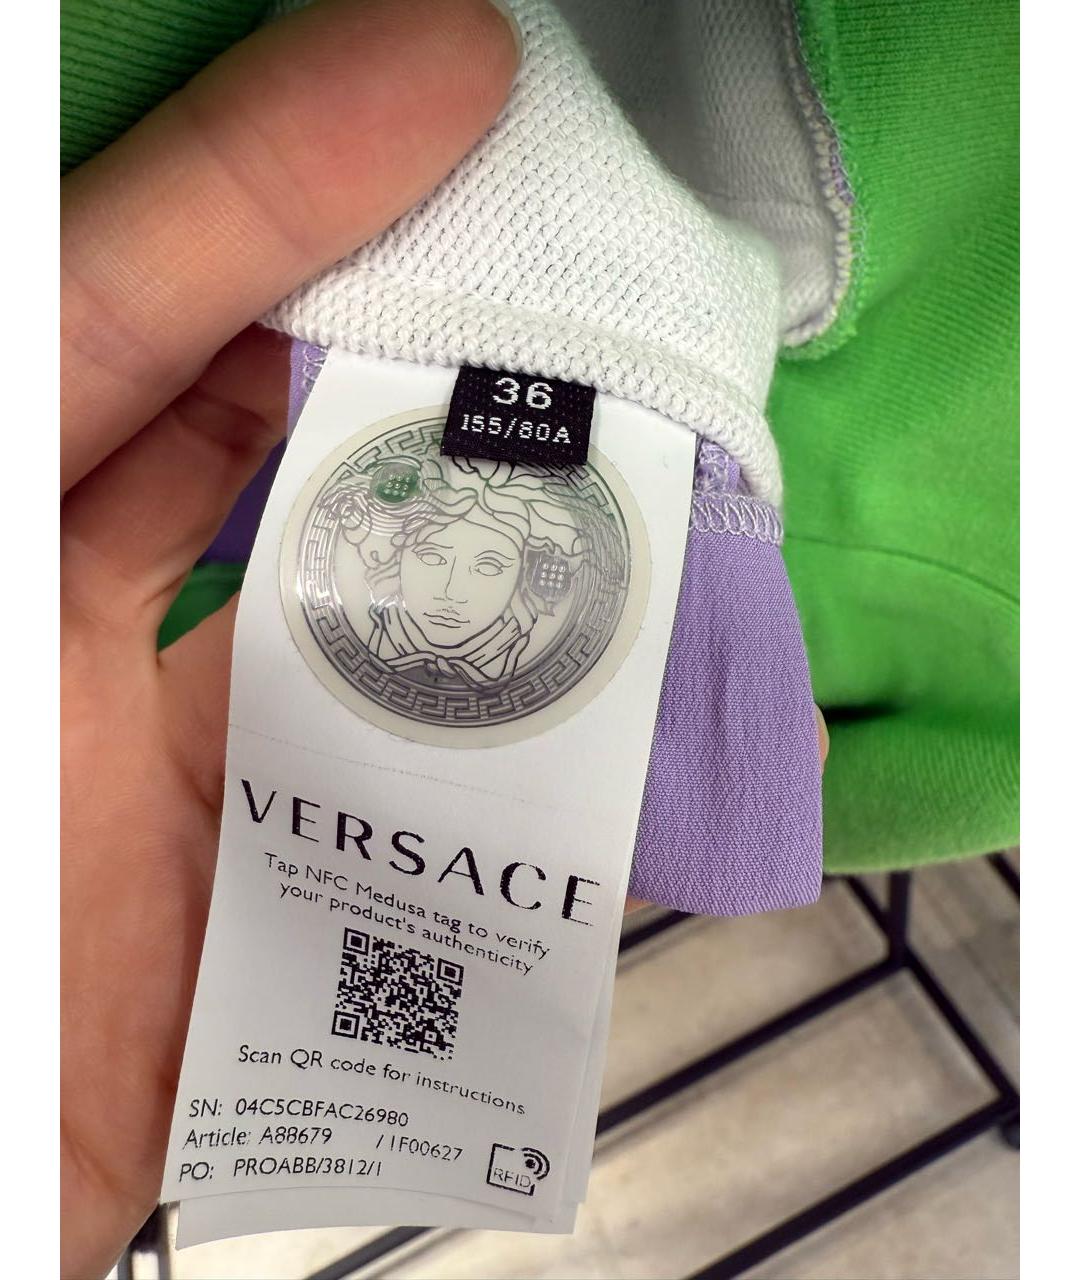 36
155/80A
VERSACE
Tap NFC Medusa tag to verify
your product's authenticity
Scan QR code for instructions
SN: 04C5CBFAC26980
Article: A88679 / 1F00627
PO: PROABB/3812/1
RFID